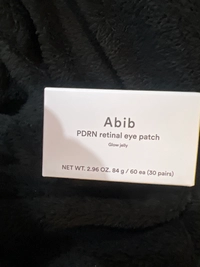 Abib
PDRN retinal eye patch
Glow jelly
NET WT. 2.96 OZ. 84 g / 60 ea (30 pairs)